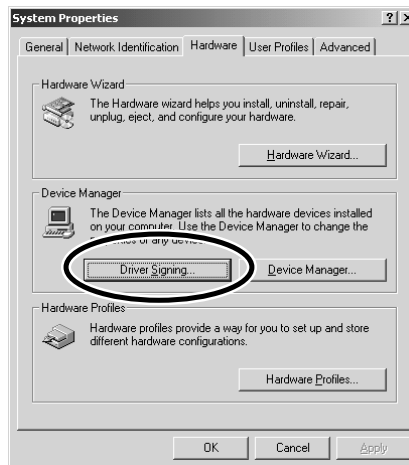 System Properties
General Network Identification Hardware User Profiles Advanced
Hardware Wizard
The Hardware wizard helps you install, uninstall, repair,
unplug, eject, and configure your hardware.
Hardware Wizard...
Device Manager
The Device Manager lists all the hardware devices installed
on your computer. Use the Device Manager to change the
of any
Driver Signing... Device Manager...
Hardware Profiles
Hardware profiles provide a way for you to set up and store
different hardware configurations.
Hardware Profiles...
OK Cancel Apply